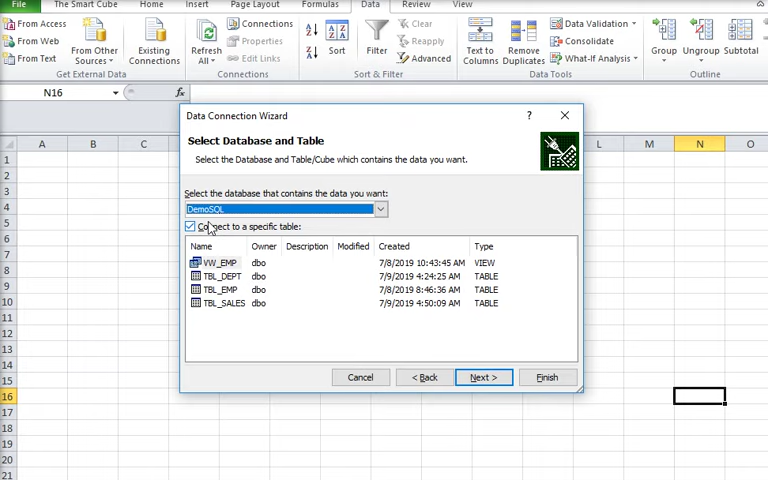 File The Smart Cube Home Insert Page Layout Formulas Data Review View
From Access
From Web
From Text
From Other Sources
Existing Connections
Get External Data
Refresh All
Connections
Properties
Edit Links
Connections
Sort
Filter
Clear
Reapply
Advanced
Sort & Filter
Text to Columns
Remove Duplicates
Data Validation
Consolidate
What-If Analysis
Data Tools
Group
Ungroup
Subtotal
Outline
N16
fx
A B C L M N O
1
2
3
4
5
6
7
8
9
10
11
12
13
14
15
16
17
18
19
20
21
Data Connection Wizard ?
Select Database and Table
Select the Database and Table/Cube which contains the data you want.
Select the database that contains the data you want:
DemoSQL
Connect to a specific table:
Name Owner Description Modified Created Type
VW_EMP dbo 7/8/2019 10:43:45 AM VIEW
TBL_DEPT dbo 7/9/2019 4:24:25 AM TABLE
TBL_EMP dbo 7/8/2019 8:46:36 AM TABLE
TBL_SALES dbo 7/9/2019 4:50:09 AM TABLE
Cancel < Back Next > Finish